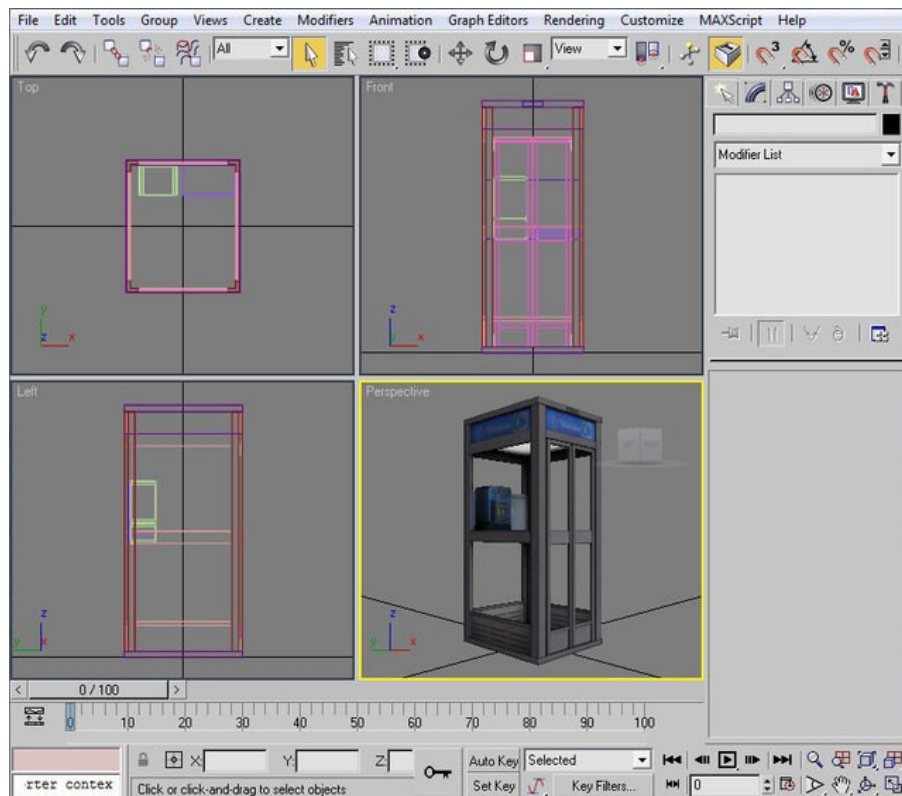 File Edit Tools Group Views Create Modifiers Animation Graph Editors Rendering Customize MAXScript Help
All View 3 %
Top Front
Modifier List
y z x
z x y x
Left Perspective
z z
y x y x
< 0 / 100 >
0 10 20 30 40 50 60 70 80 90 100
X: Y: Z: Auto Key Selected
rter contex Click or click-and-drag to select objects Set Key Key Filters... 0